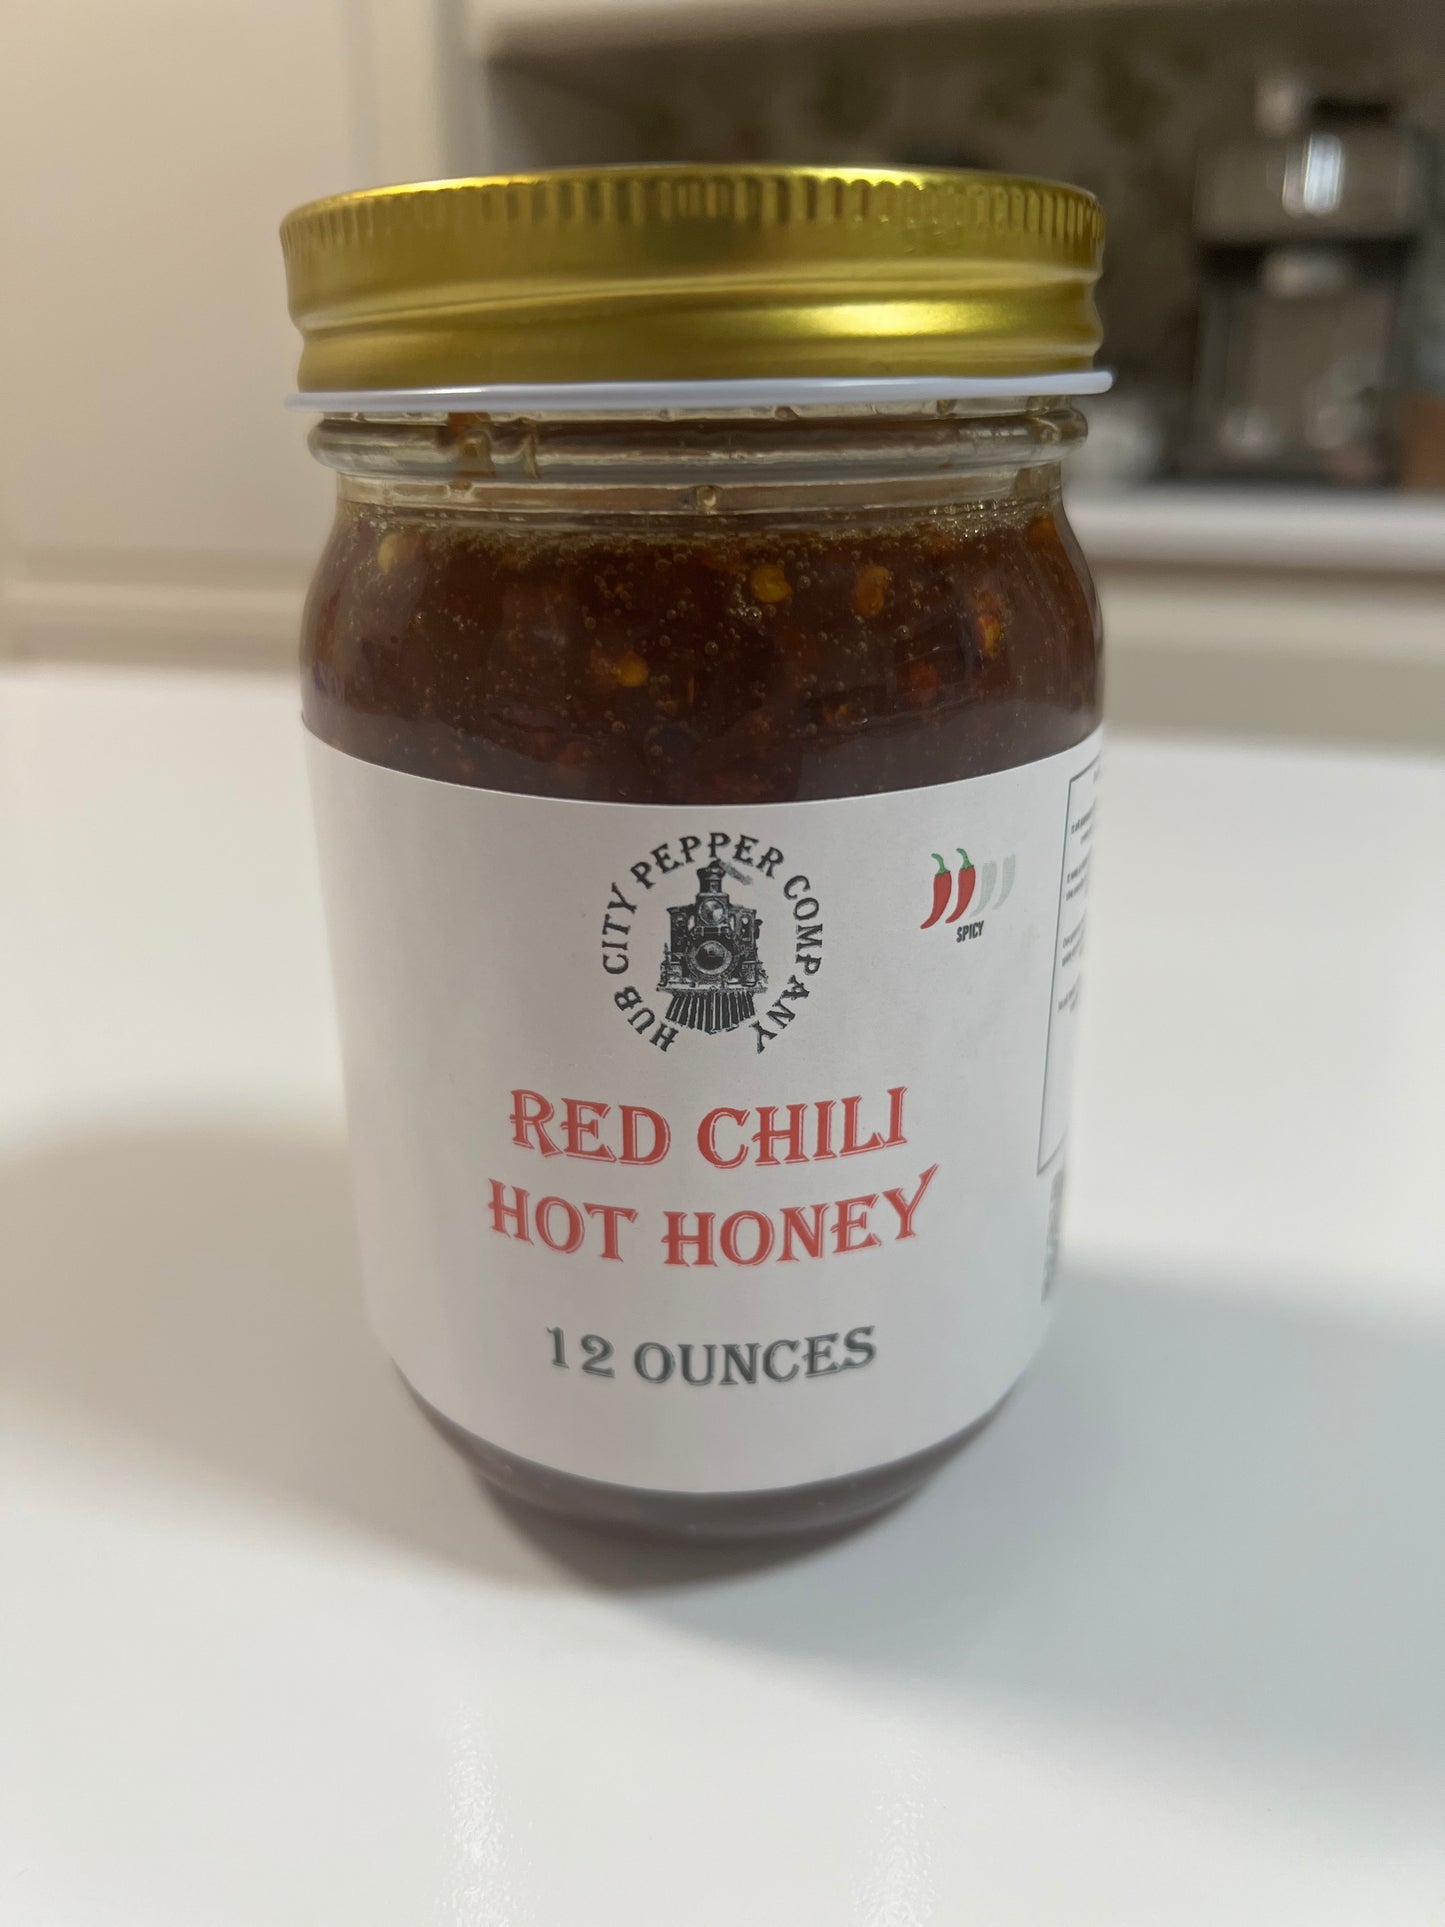 HUB CITY PEPPER COMPANY
SPICY
RED CHILI
HOT HONEY
12 OUNCES